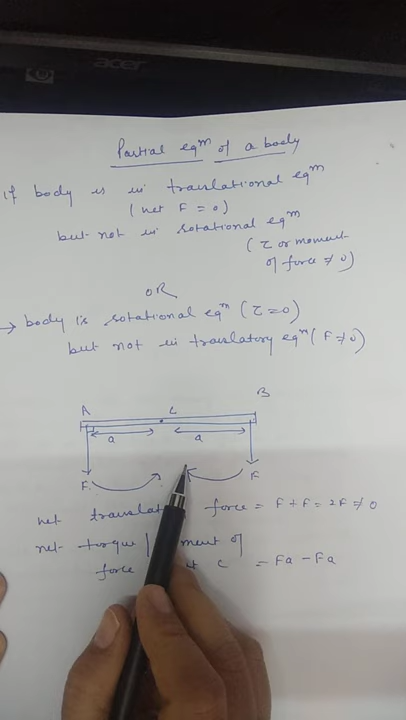 acer
Partial eqm of a body
if body is in translational eqm
( net F = 0 )
but not in rotational eqm
( τ or moment
of force ≠ 0 )
OR
→ body is rotational eqm ( τ = 0 )
but not in translatory eqm ( F ≠ 0 )
A C B
a a
F F
net force = F + F = 2F ≠ 0
net torque / of
force C = Fa - Fa